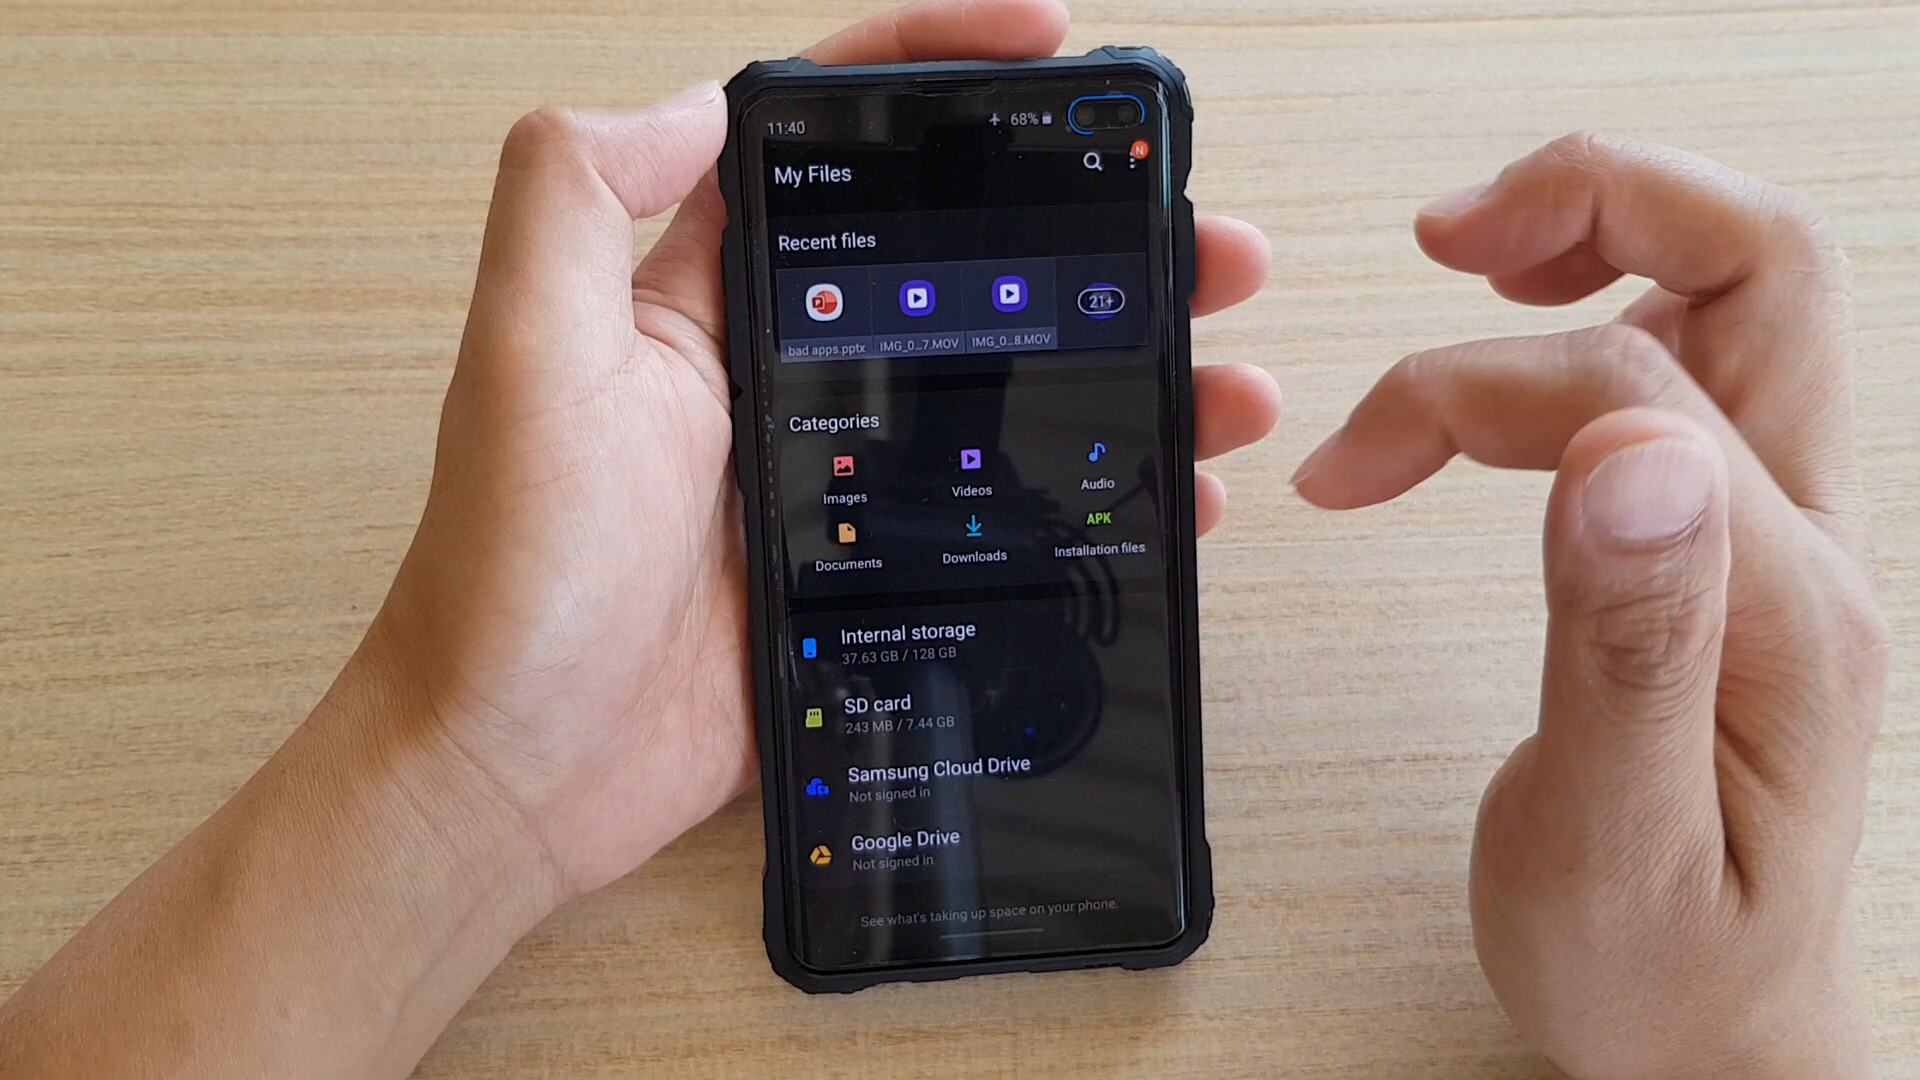 11:40 68%
My Files
N
Recent files
21+
bad apps.pptx IMG_0...7.MOV IMG_0...8.MOV
Categories
Images Videos Audio
APK
Documents Downloads Installation files
Internal storage
37.63 GB / 128 GB
SD card
243 MB / 7.44 GB
Samsung Cloud Drive
Not signed in
Google Drive
Not signed in
See what's taking up space on your phone.